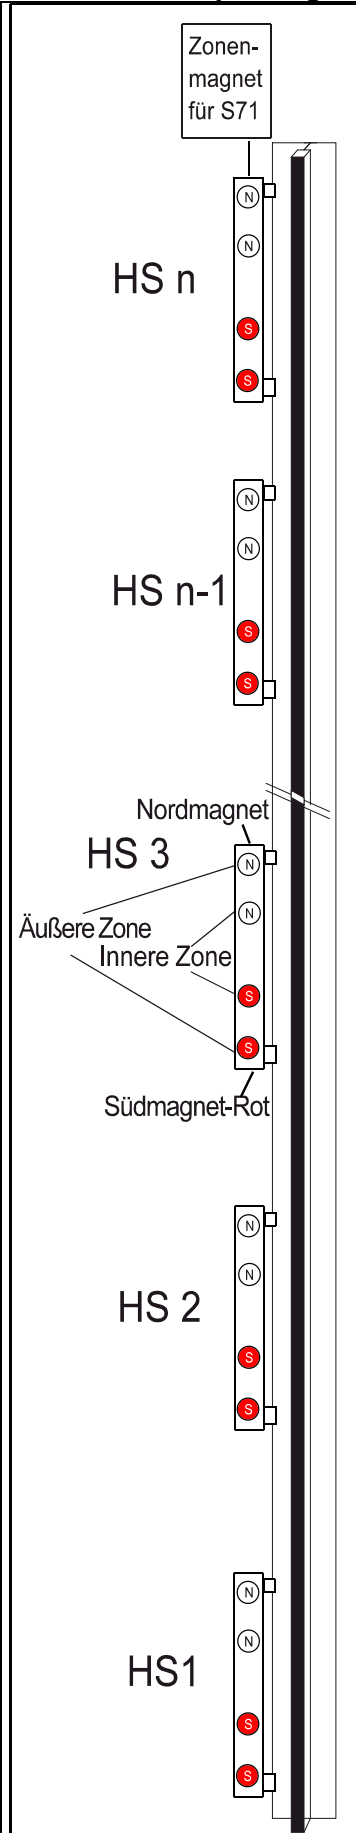 Zonen-
magnet
für S71
N
N
HS n
S
S
N
N
HS n-1
S
S
Nordmagnet
HS 3
N
N
Äußere Zone
Innere Zone
S
S
Südmagnet-Rot
N
N
HS 2
S
S
N
N
HS1
S
S